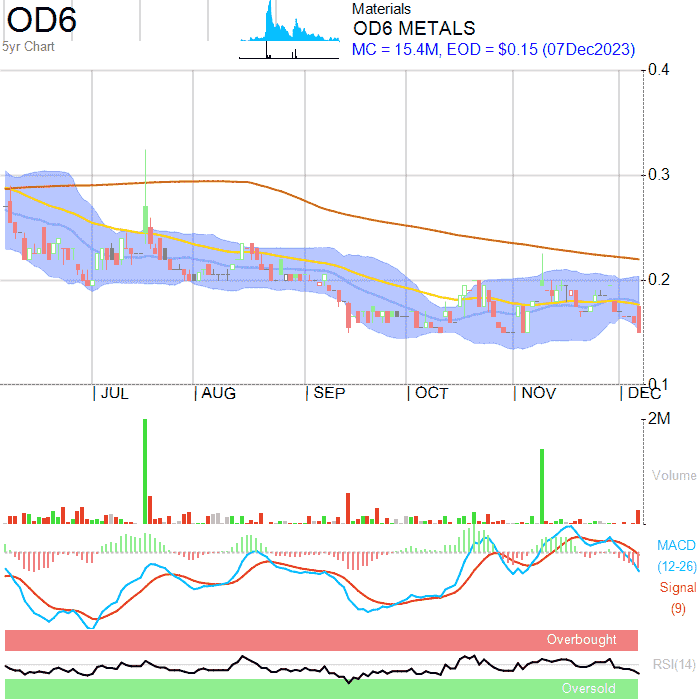 OD6
5yr Chart
Materials
OD6 METALS
MC = 15.4M, EOD = $0.15 (07Dec2023)
0.4
0.3
0.2
0.1
JUL
AUG
SEP
OCT
NOV
DEC
2M
Volume
MACD
(12-26)
Signal
(9)
Overbought
RSI(14)
Oversold